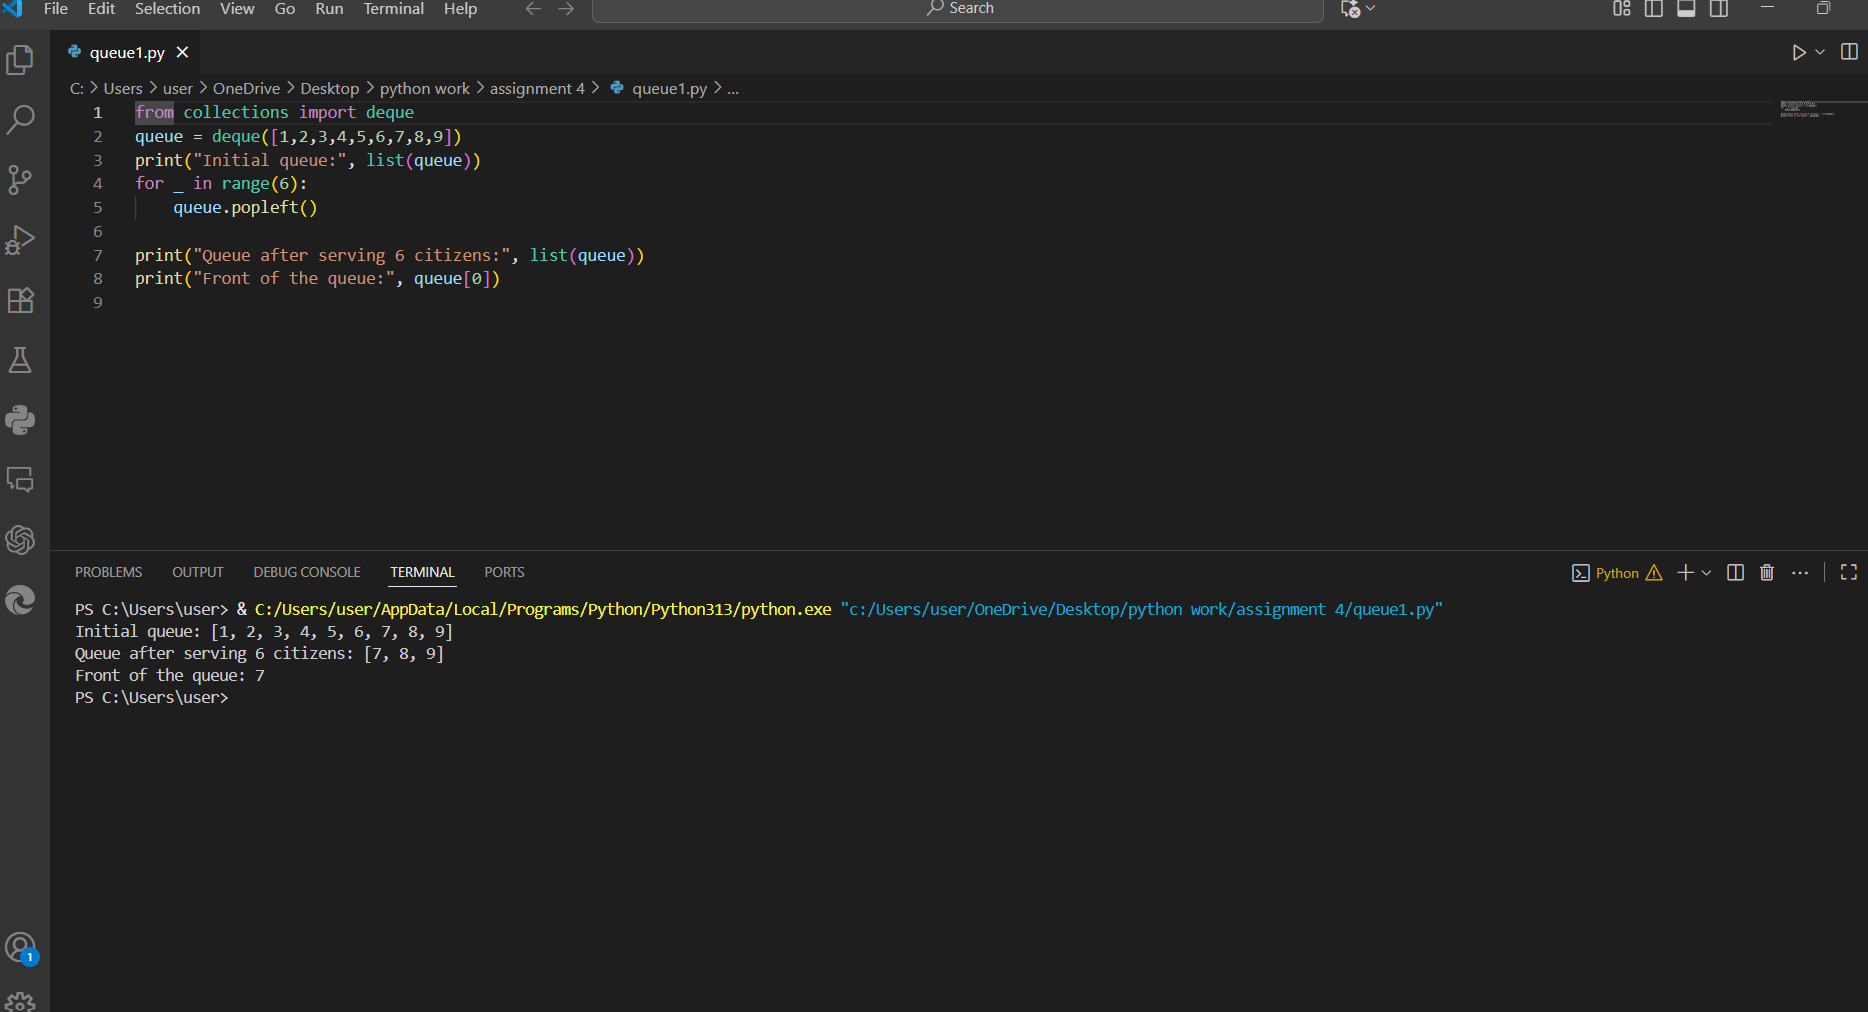 File Edit Selection View Go Run Terminal Help Search
queue1.py
C: > Users > user > OneDrive > Desktop > python work > assignment 4 > queue1.py > ...
1 from collections import deque
2 queue = deque([1,2,3,4,5,6,7,8,9])
3 print("Initial queue:", list(queue))
4 for _ in range(6):
5     queue.popleft()
6
7 print("Queue after serving 6 citizens:", list(queue))
8 print("Front of the queue:", queue[0])
9
PROBLEMS OUTPUT DEBUG CONSOLE TERMINAL PORTS Python
PS C:\Users\user> & C:/Users/user/AppData/Local/Programs/Python/Python313/python.exe "c:/Users/user/OneDrive/Desktop/python work/assignment 4/queue1.py"
Initial queue: [1, 2, 3, 4, 5, 6, 7, 8, 9]
Queue after serving 6 citizens: [7, 8, 9]
Front of the queue: 7
PS C:\Users\user>
1